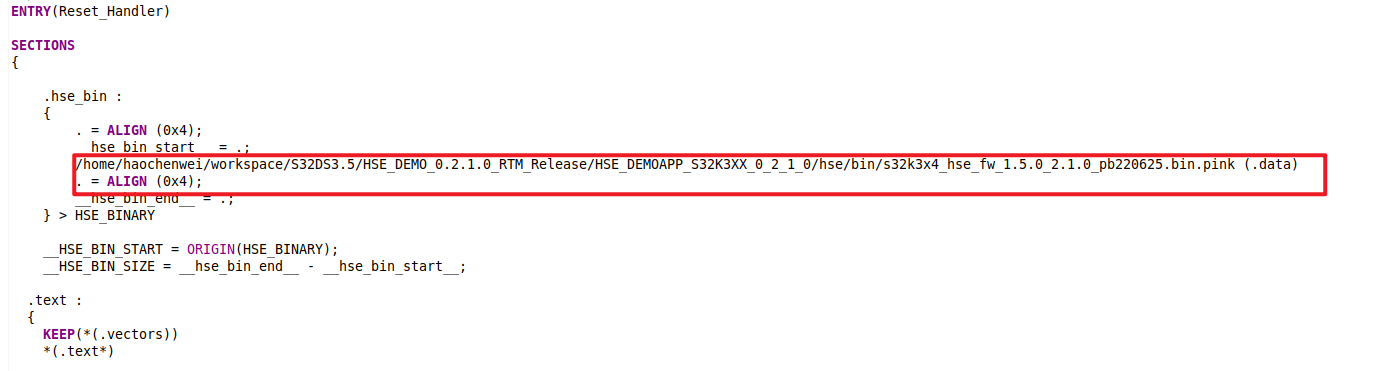 ENTRY(Reset_Handler)
SECTIONS
{
.hse_bin :
{
. = ALIGN (0x4);
__hse_bin_start__ = .;
/home/haochenwei/workspace/S32DS3.5/HSE_DEMO_0.2.1.0_RTM_Release/HSE_DEMOAPP_S32K3XX_0_2_1_0/hse/bin/s32k3x4_hse_fw_1.5.0_2.1.0_pb220625.bin.pink (.data)
. = ALIGN (0x4);
__hse_bin_end__ = .;
} > HSE_BINARY
__HSE_BIN_START = ORIGIN(HSE_BINARY);
__HSE_BIN_SIZE = __hse_bin_end__ - __hse_bin_start__;
.text :
{
KEEP(*(.vectors))
*(.text*)